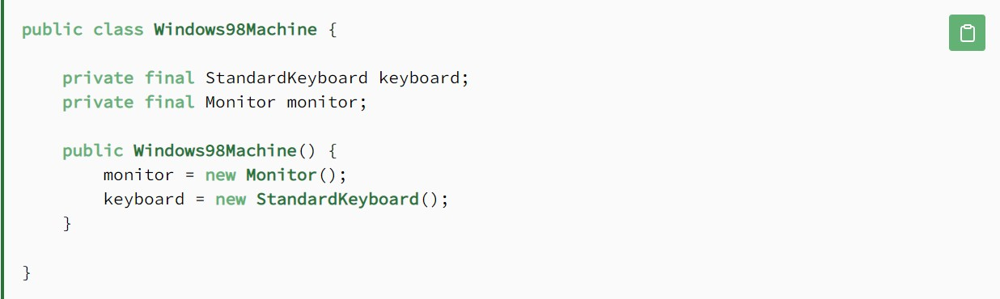 public class Windows98Machine {
private final StandardKeyboard keyboard;
private final Monitor monitor;
public Windows98Machine() {
monitor = new Monitor();
keyboard = new StandardKeyboard();
}
}